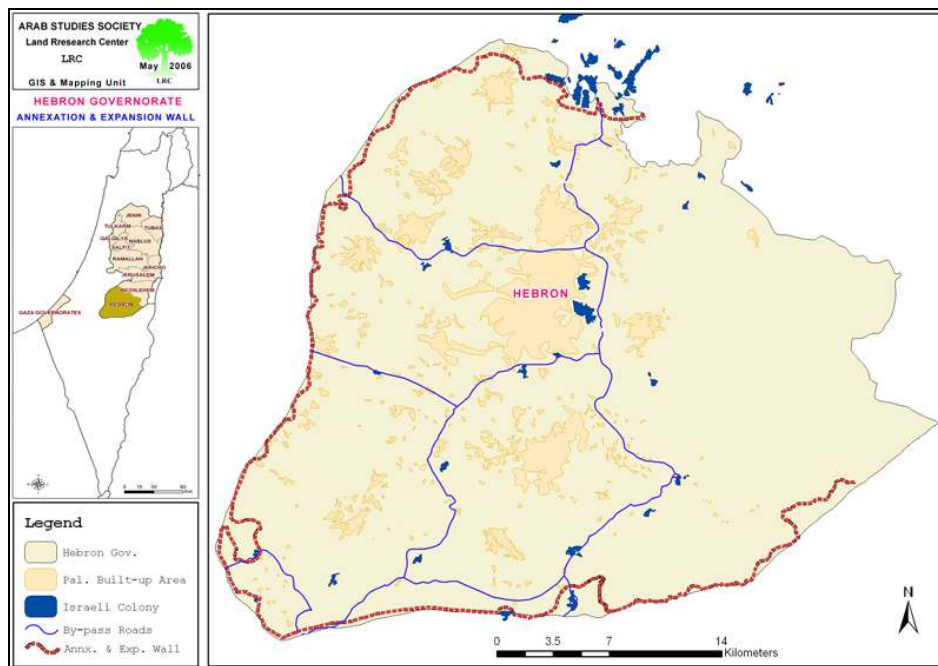 ARAB STUDIES SOCIETY
Land Rresearch Center
LRC
May 2006
LRC
GIS & Mapping Unit
HEBRON GOVERNORATE
ANNEXATION & EXPANSION WALL
JENIN
TULKARM
TUBAS
QALQILYA
NABLUS
SALFIT
RAMALLAH
JERICHO
JERUSALEM
BETHLEHEM
HEBRON
GAZA GOVERNORATES
Legend
Hebron Gov.
Pal. Built-up Area
Israeli Colony
By-pass Roads
Annx. & Exp. Wall
HEBRON
N
0 3.5 7 14
Kilometers